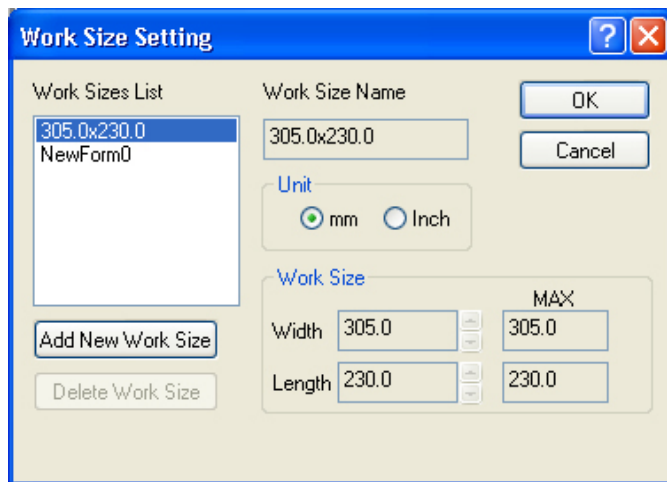 Work Size Setting
Work Sizes List
305.0x230.0
NewForm0
Add New Work Size
Delete Work Size
Work Size Name
305.0x230.0
Unit
mm Inch
Work Size
MAX
Width 305.0 305.0
Length 230.0 230.0
OK
Cancel